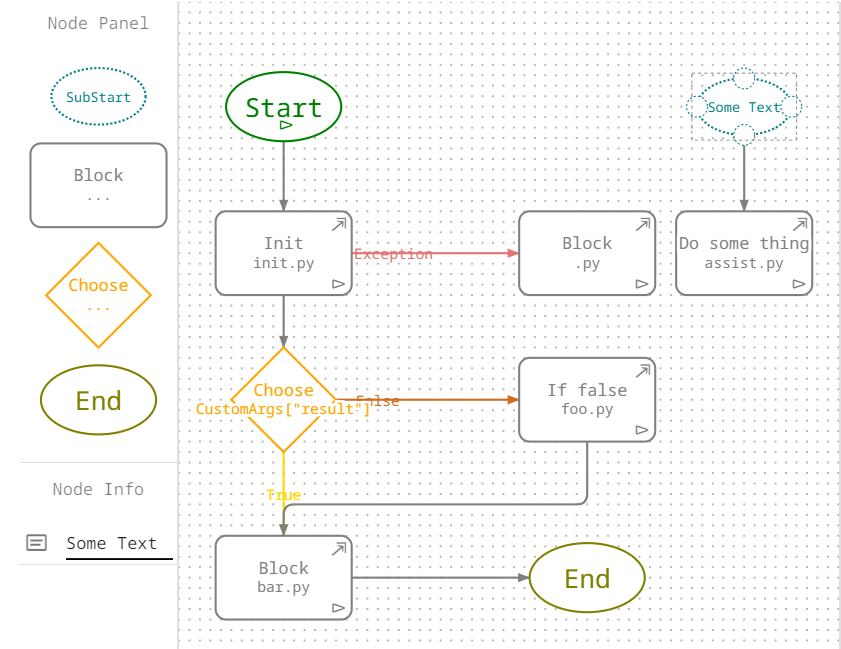 Node Panel
SubStart
Block
...
Choose
...
End
Node Info
Some Text
Start
Some Text
Init
init.py
Exception
Block
.py
Do some thing
assist.py
Choose
CustomArgs["result"]
False
If false
foo.py
True
Block
bar.py
End